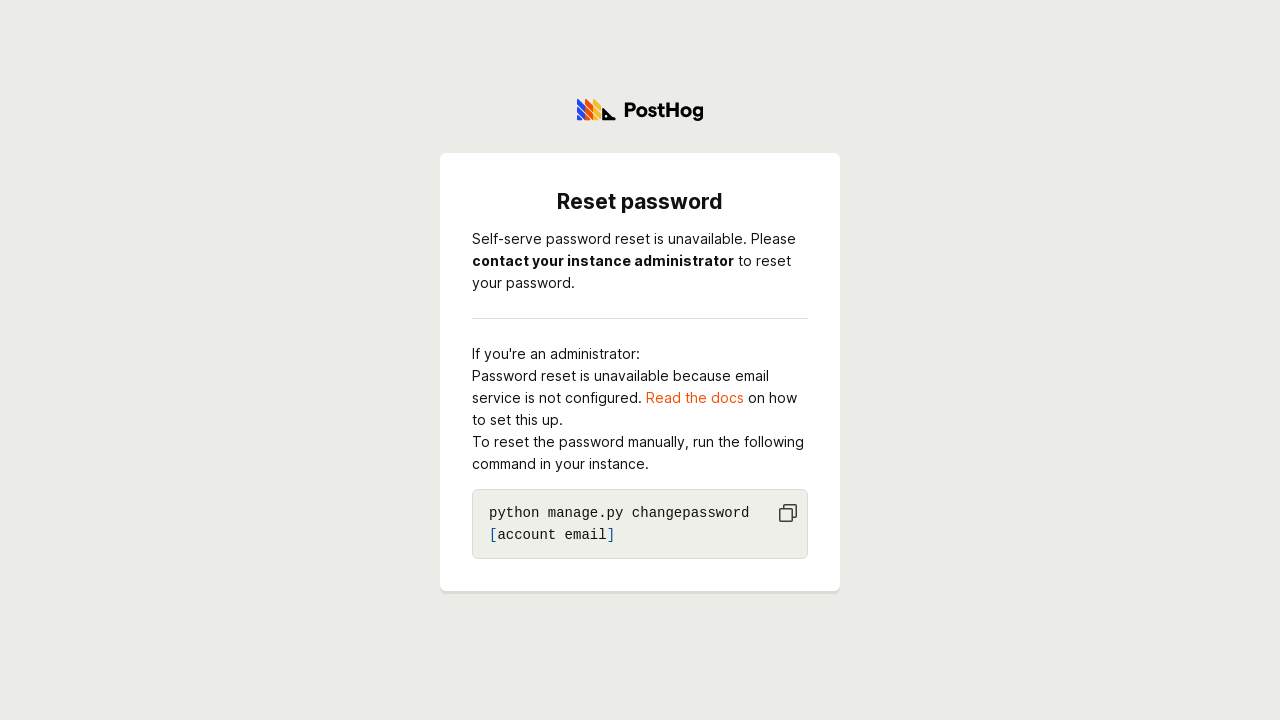 PostHog
Reset password
Self-serve password reset is unavailable. Please
contact your instance administrator to reset
your password.
If you're an administrator:
Password reset is unavailable because email
service is not configured. Read the docs on how
to set this up.
To reset the password manually, run the following
command in your instance.
python manage.py changepassword
[account email]